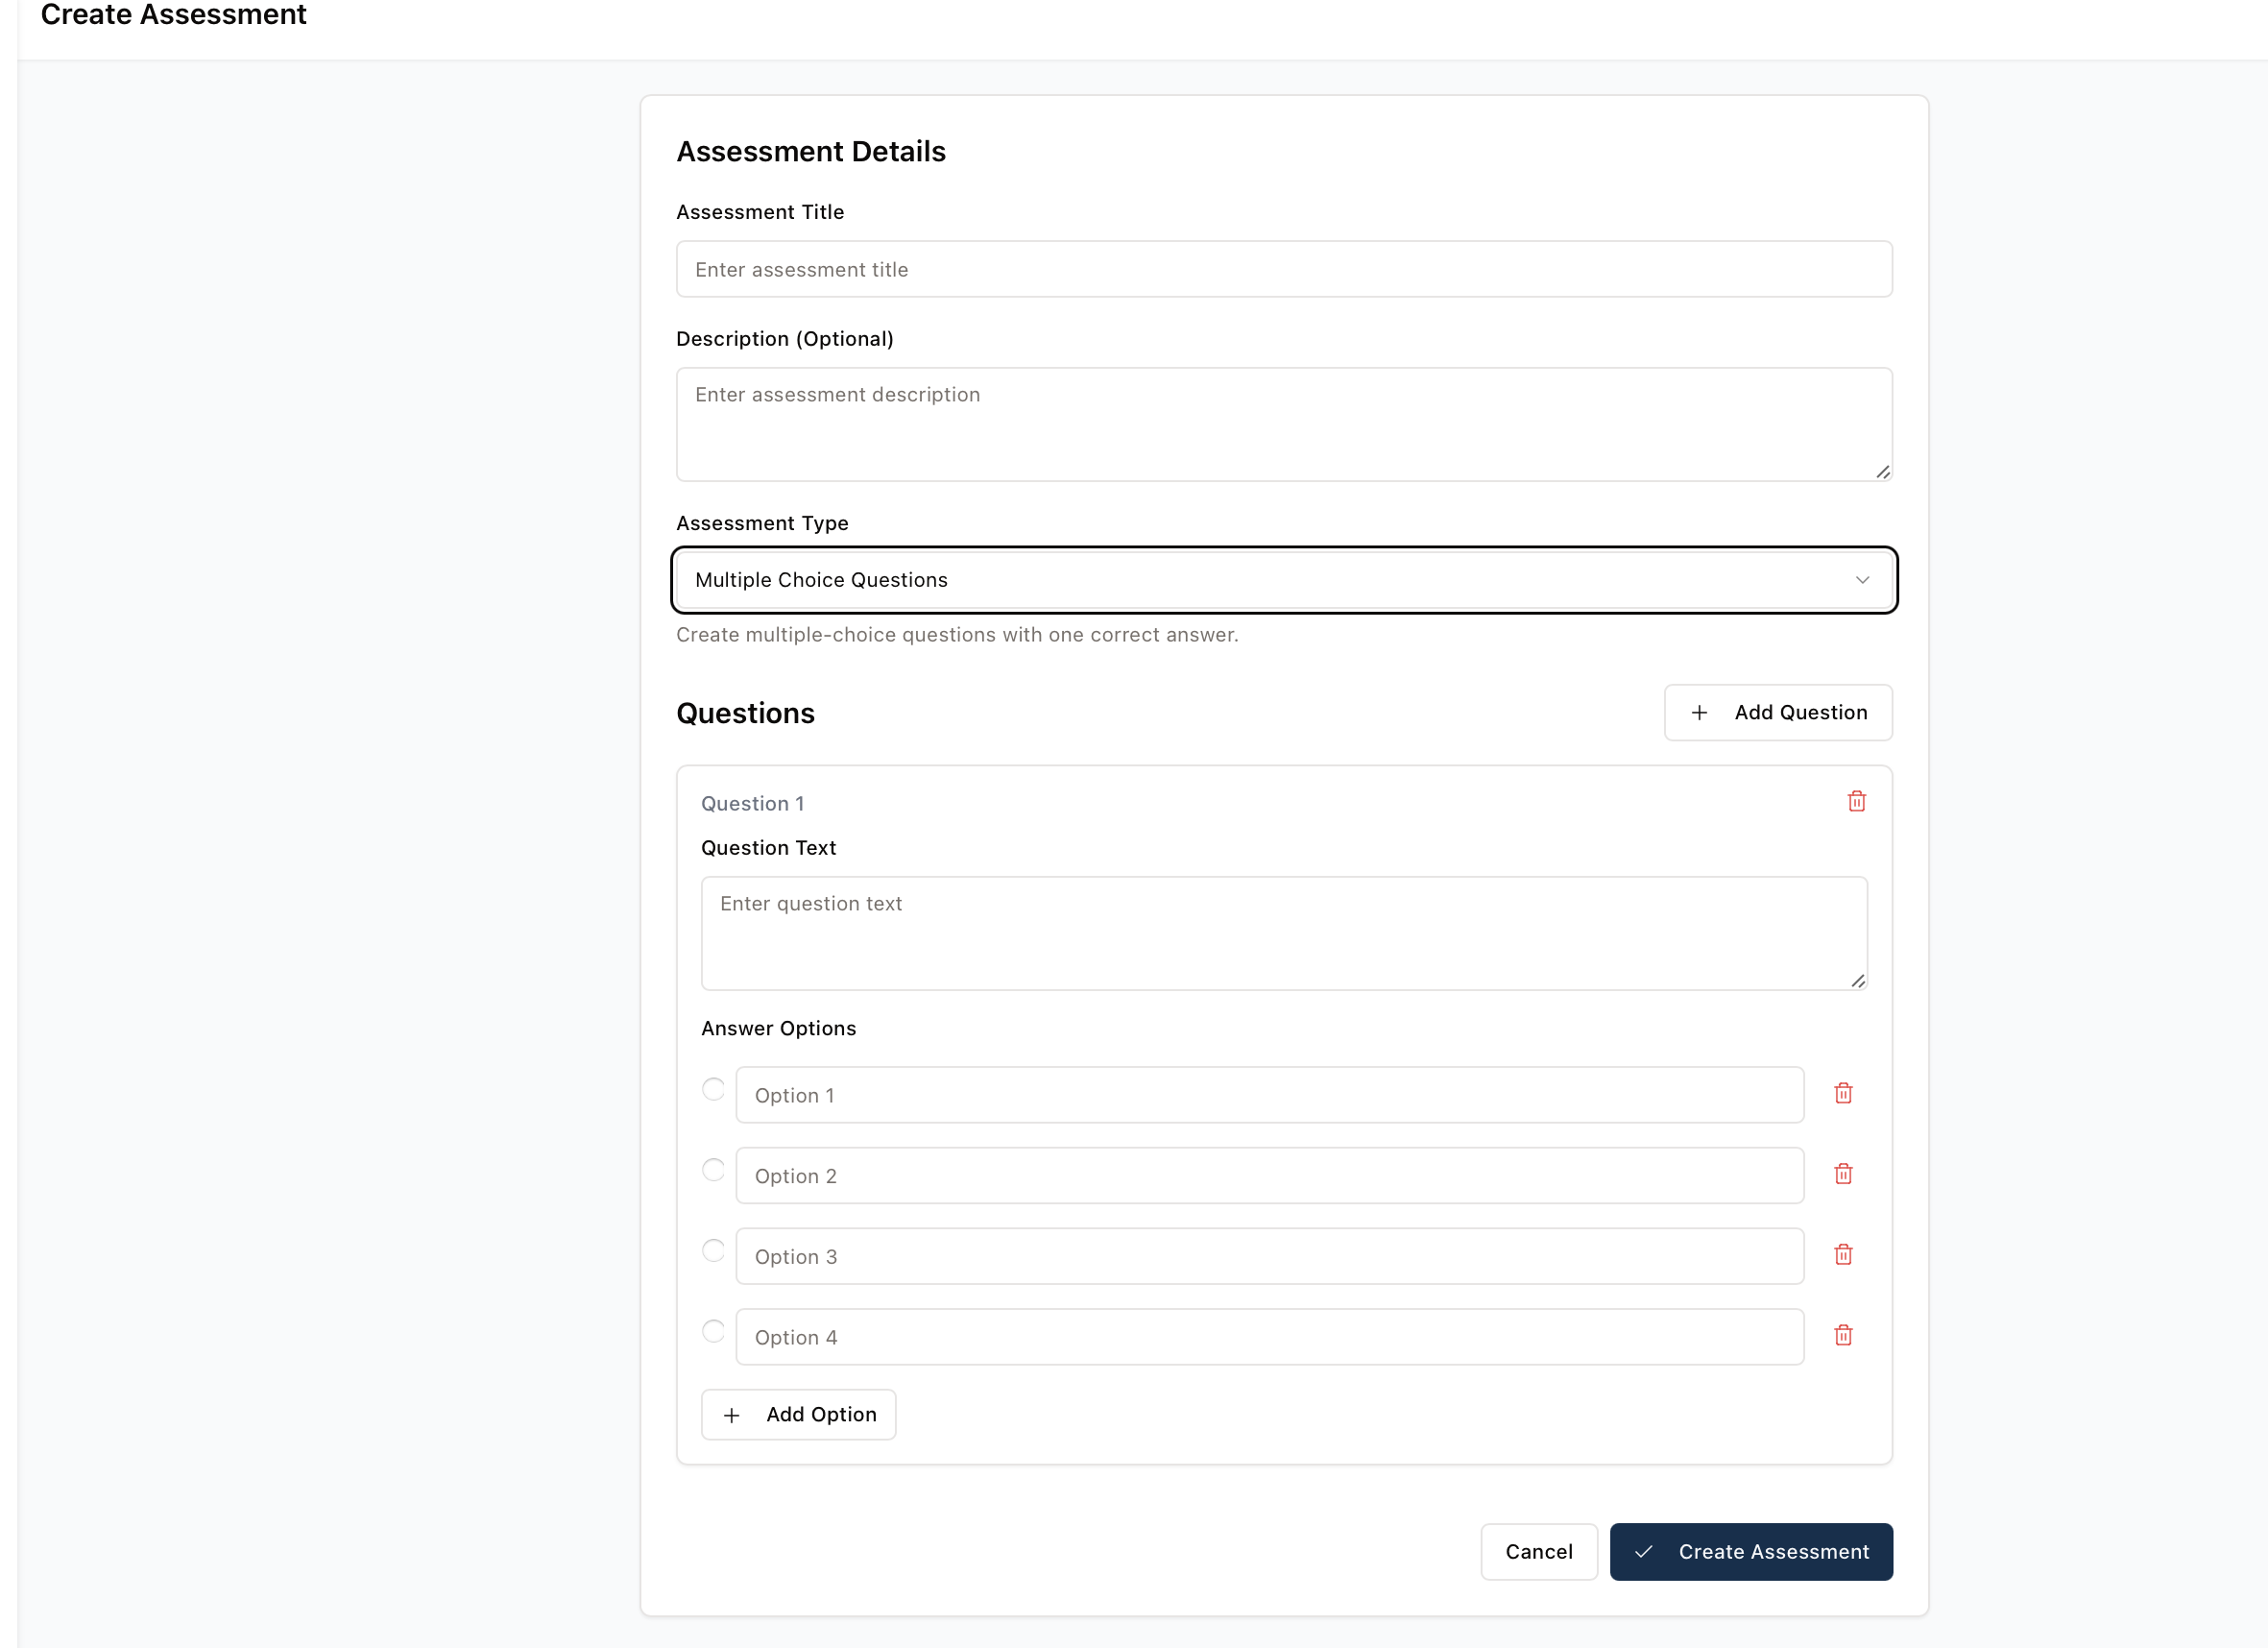 Create Assessment
Assessment Details
Assessment Title
Enter assessment title
Description (Optional)
Enter assessment description
Assessment Type
Multiple Choice Questions
Create multiple-choice questions with one correct answer.
Questions
Add Question
Question 1
Question Text
Enter question text
Answer Options
Option 1
Option 2
Option 3
Option 4
Add Option
Cancel
Create Assessment